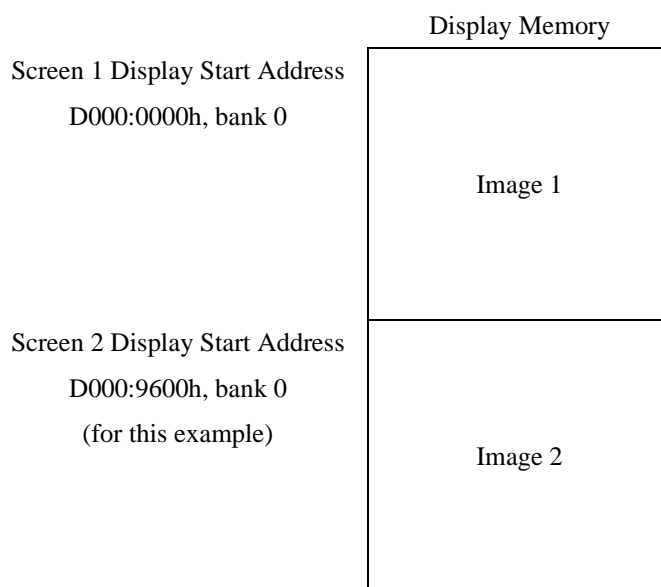 Display Memory
Screen 1 Display Start Address
D000:0000h, bank 0
Image 1
Screen 2 Display Start Address
D000:9600h, bank 0
(for this example)
Image 2